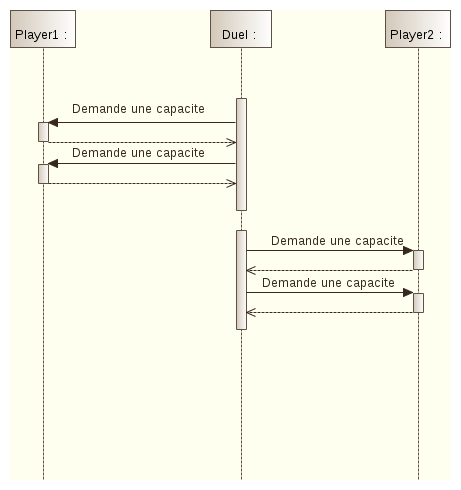 Player1 :
Duel :
Player2 :
Demande une capacite
Demande une capacite
Demande une capacite
Demande une capacite